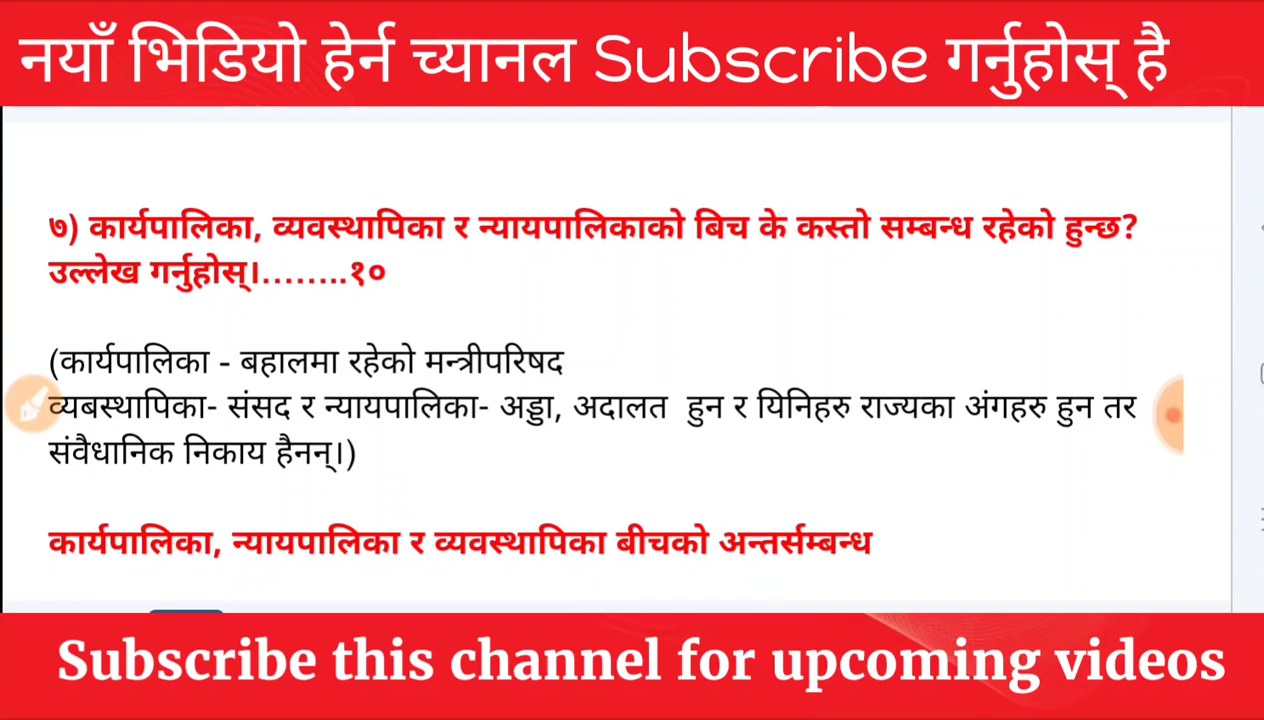 नयाँ भिडियो हेर्न च्यानल Subscribe गर्नुहोस् है
७) कार्यपालिका, व्यवस्थापिका र न्यायपालिकाको बिच के कस्तो सम्बन्ध रहेको हुन्छ?
उल्लेख गर्नुहोस्।........१०
(कार्यपालिका - बहालमा रहेको मन्त्रीपरिषद
व्यबस्थापिका- संसद र न्यायपालिका- अड्डा, अदालत हुन र यिनिहरु राज्यका अंगहरु हुन तर
संवैधानिक निकाय हैनन्।)
कार्यपालिका, न्यायपालिका र व्यवस्थापिका बीचको अन्तर्सम्बन्ध
Subscribe this channel for upcoming videos